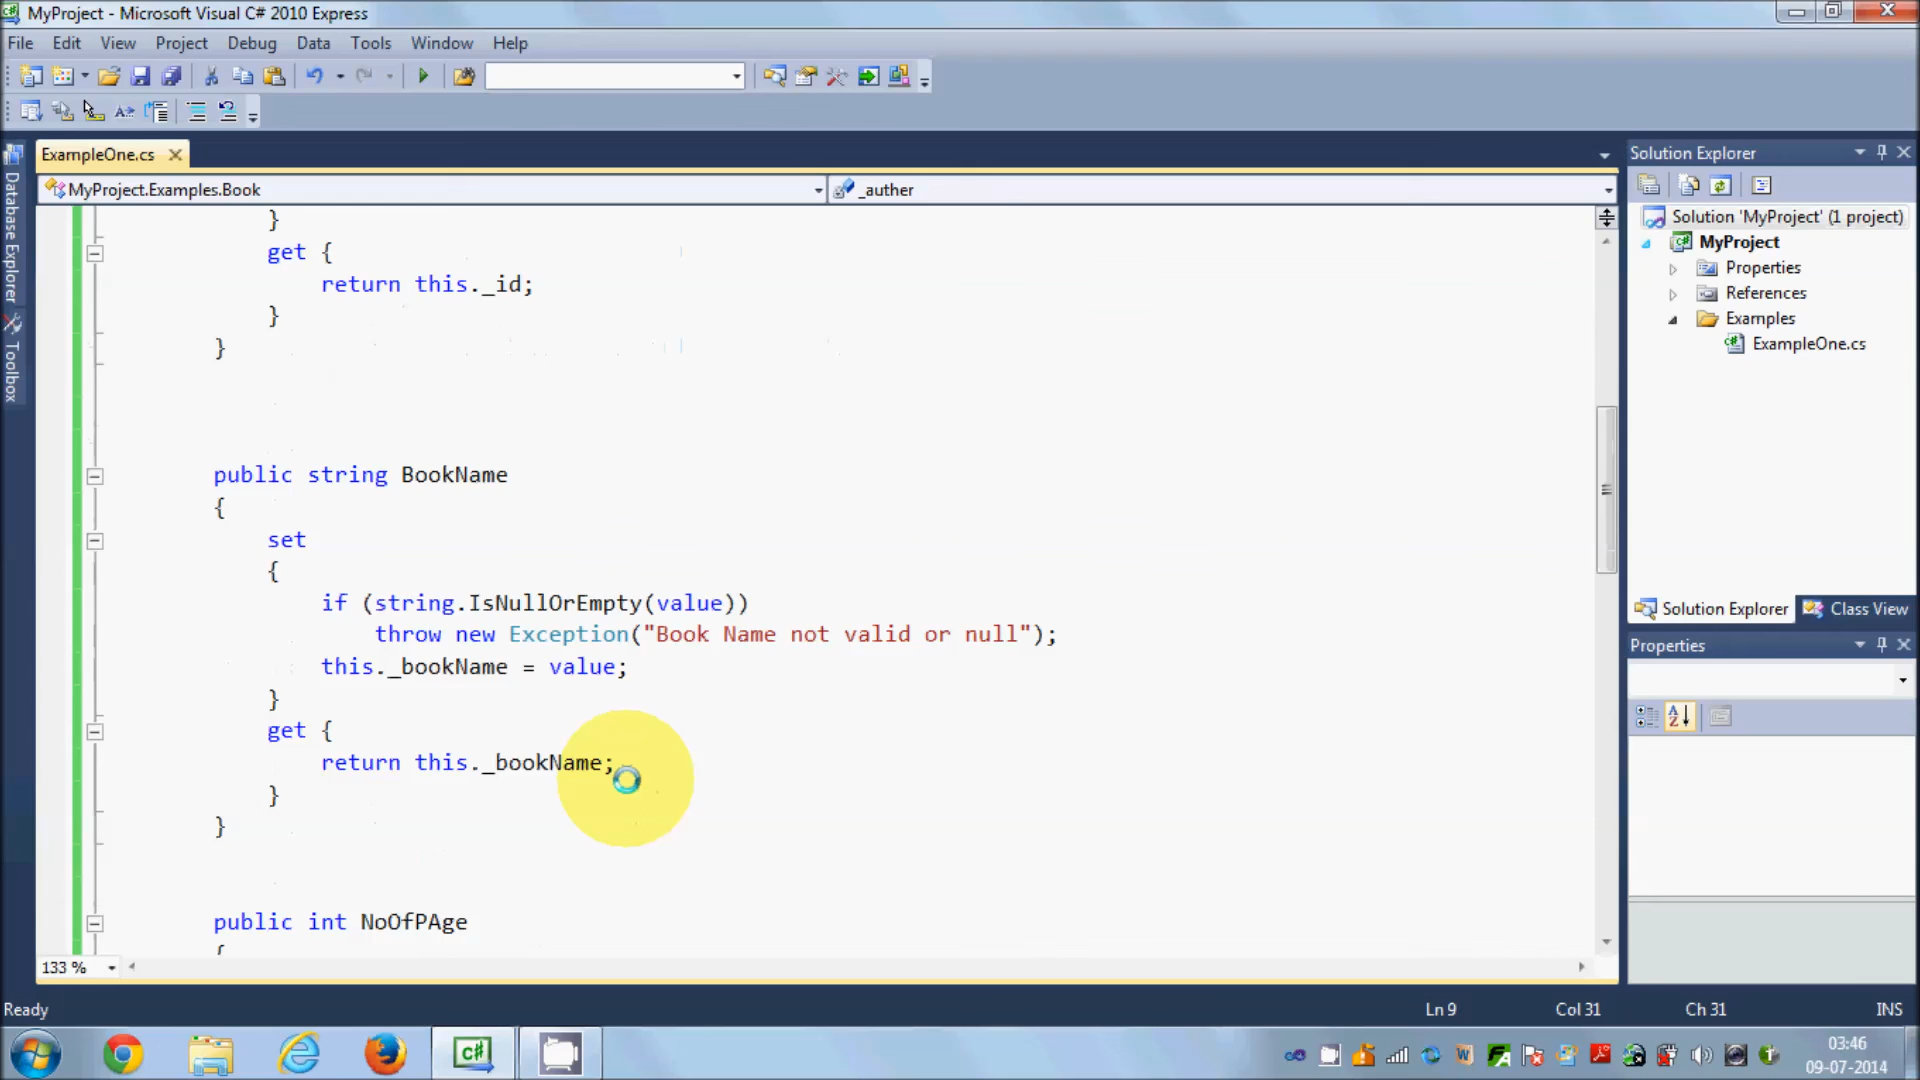 MyProject - Microsoft Visual C# 2010 Express
File Edit View Project Debug Data Tools Window Help
ExampleOne.cs
MyProject.Examples.Book
_auther
Database Explorer
Toolbox
}
get {
return this._id;
}
}
public string BookName
{
set
{
if (string.IsNullOrEmpty(value))
throw new Exception("Book Name not valid or null");
this._bookName = value;
}
get {
return this._bookName;
}
}
public int NoOfPAge
{
133 %
Solution Explorer
Solution 'MyProject' (1 project)
MyProject
Properties
References
Examples
ExampleOne.cs
Solution Explorer Class View
Properties
Ready
Ln 9 Col 31 Ch 31 INS
03:46
09-07-2014